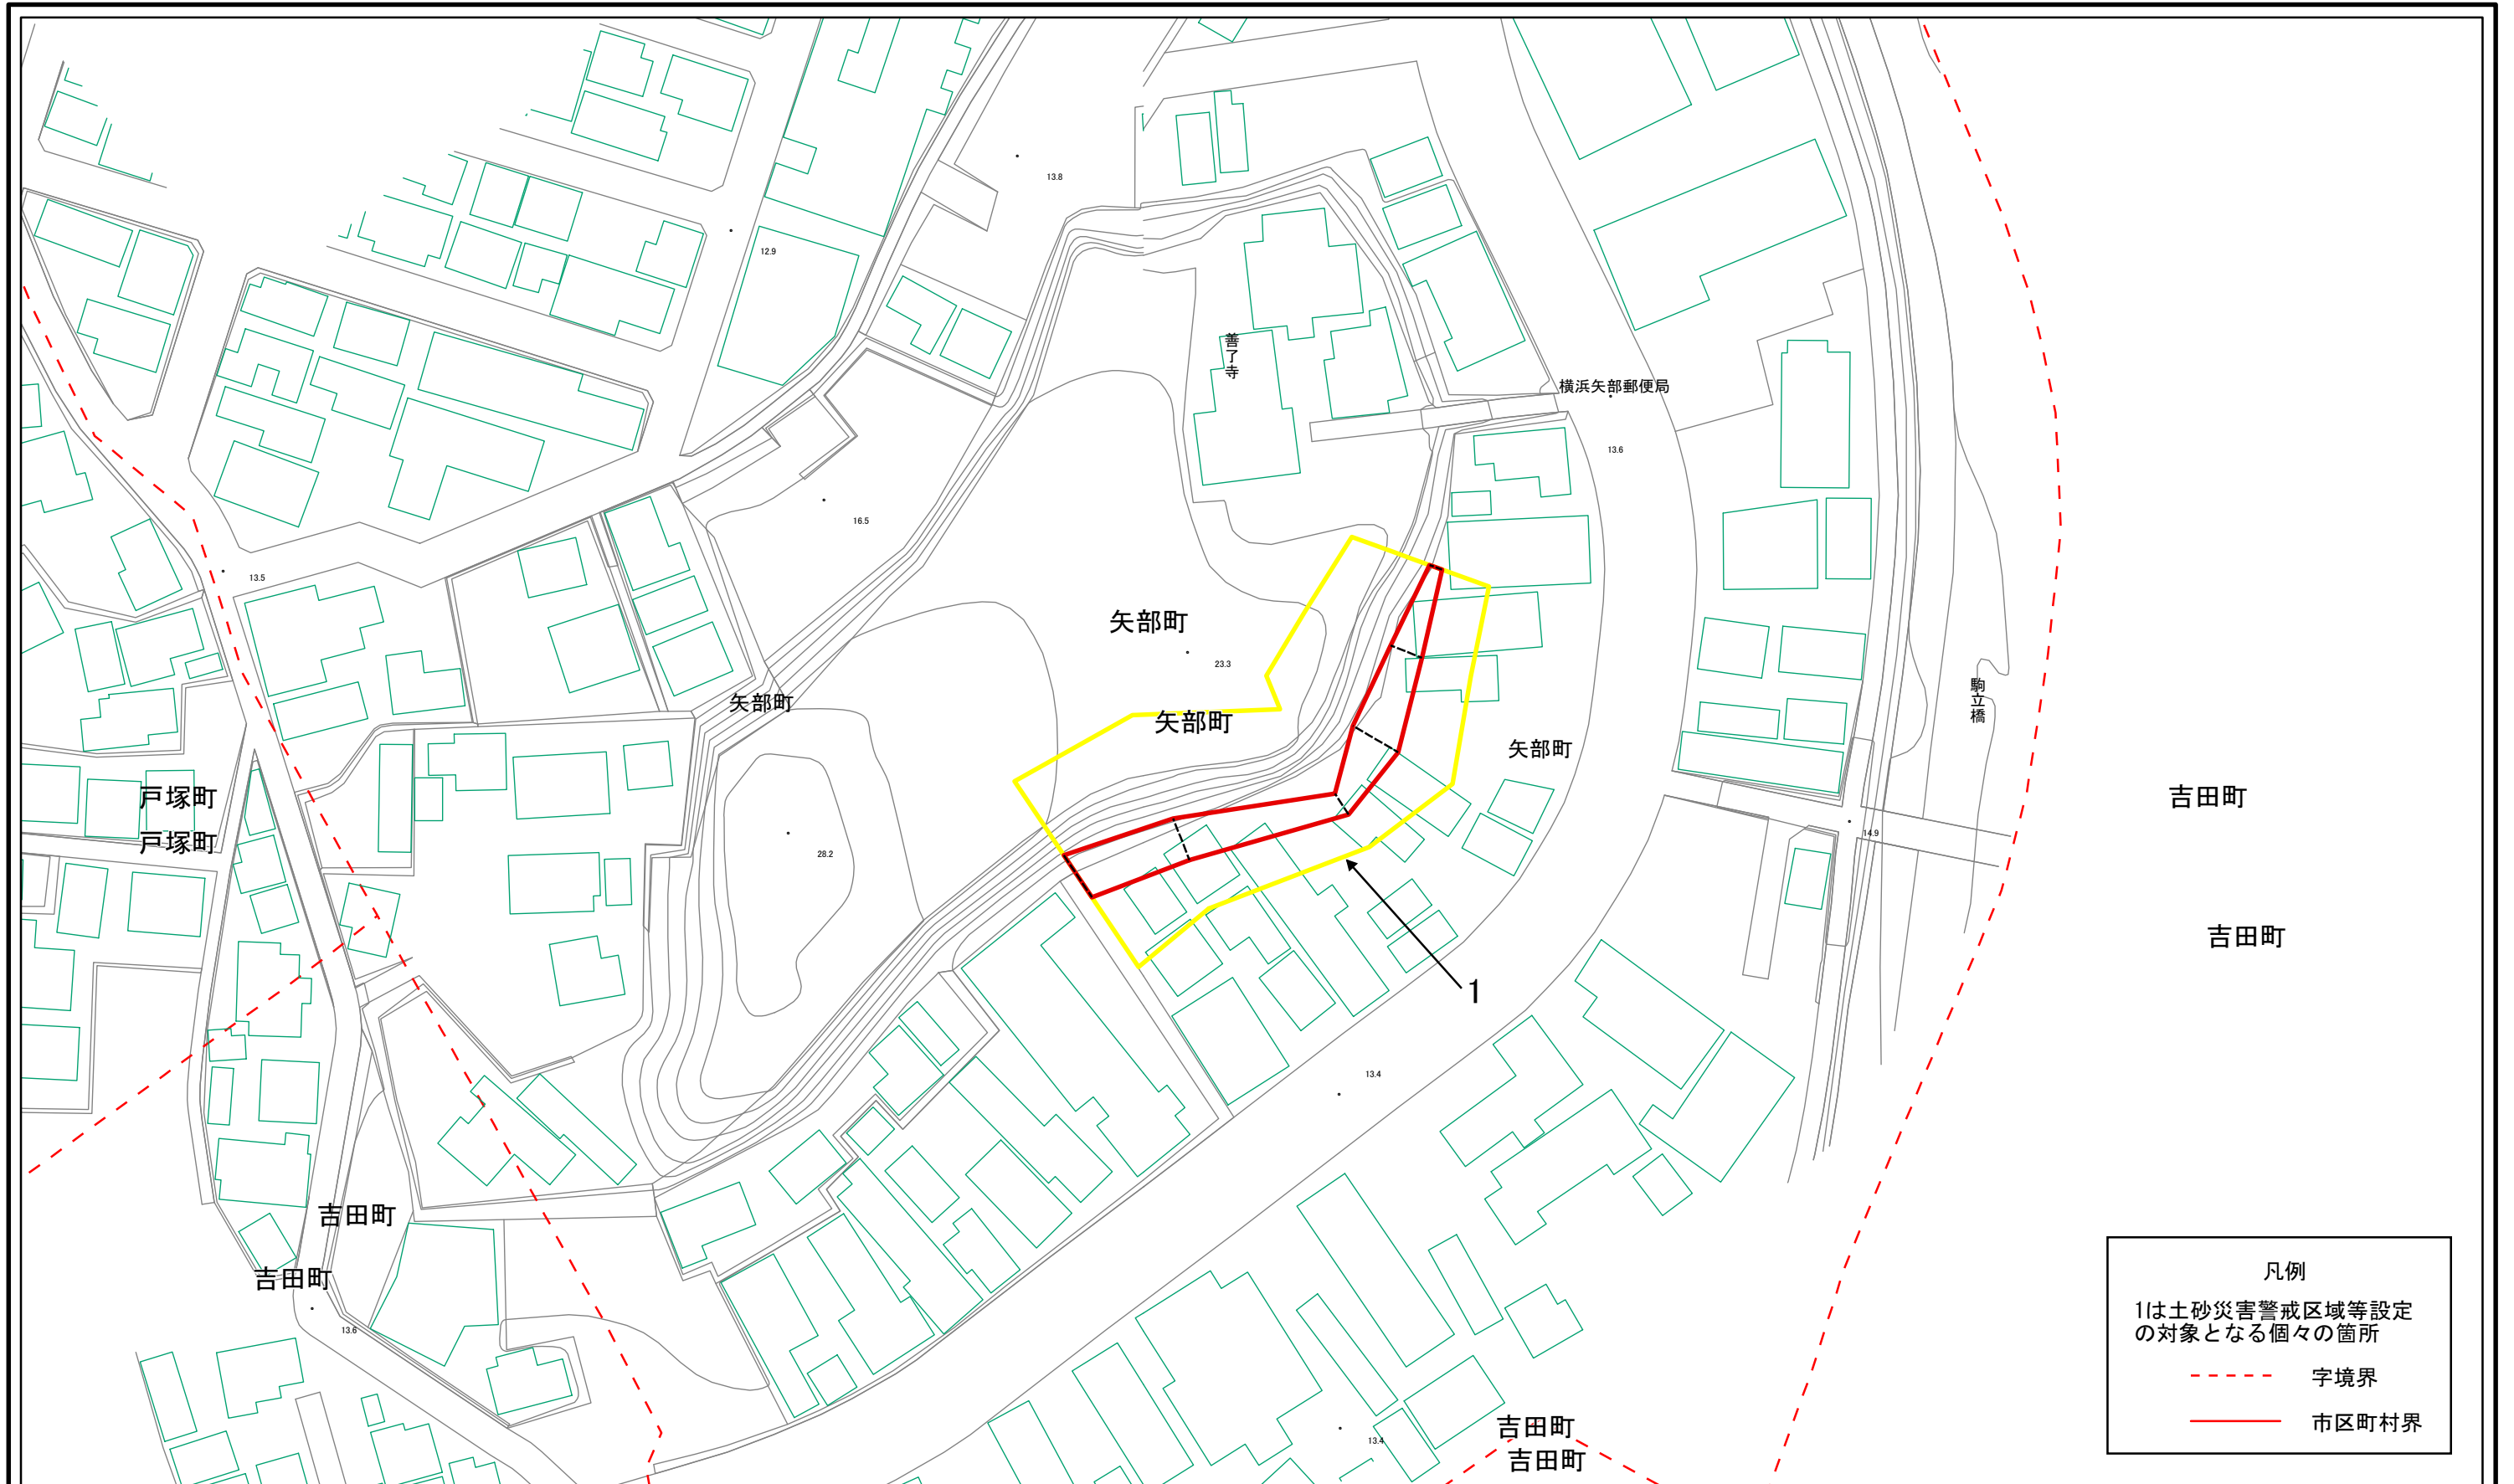 13.8
12.9
善了寺
横浜矢部郵便局
13.6
16.5
13.5
矢部町
23.3
駒立橋
矢部町
矢部町
矢部町
戸塚町
吉田町
14.9
戸塚町
28.2
吉田町
1
13.4
吉田町
吉田町
13.6
凡例
1は土砂災害警戒区域等設定
の対象となる個々の箇所
字境界
市区町村界
吉田町
13.4
吉田町